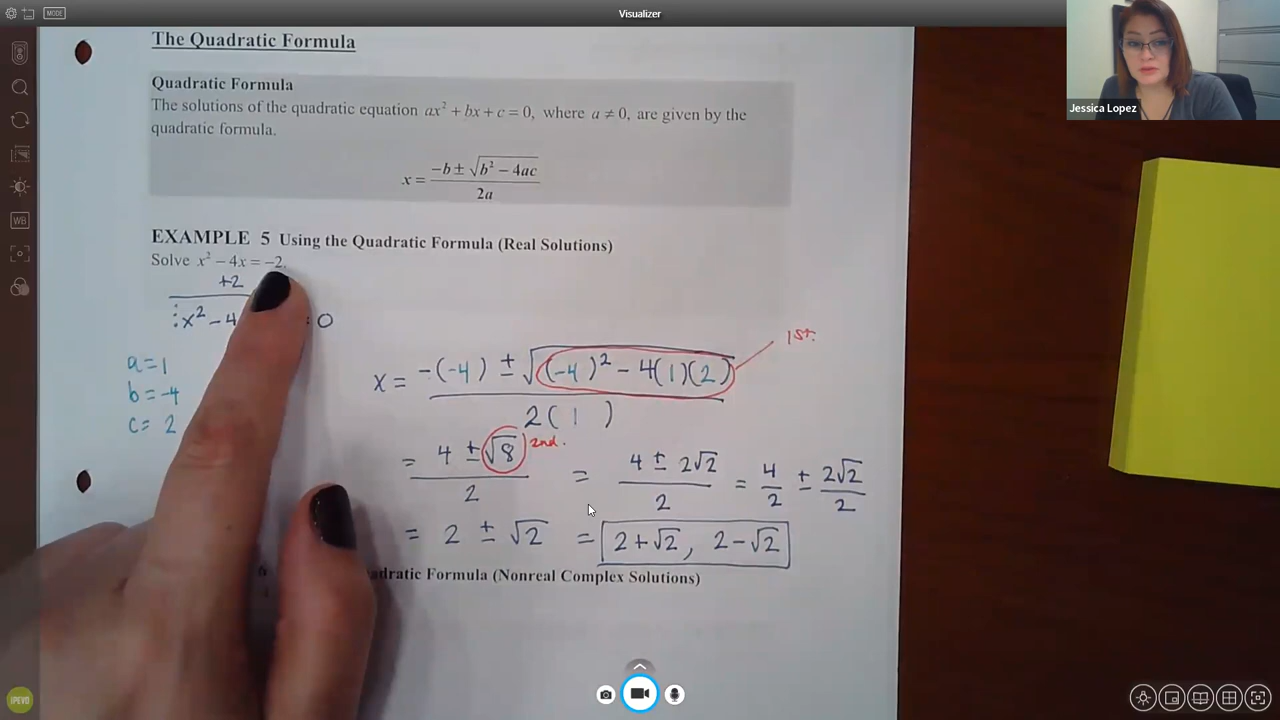 MODE
Visualizer
Jessica Lopez
WB
The Quadratic Formula
Quadratic Formula
The solutions of the quadratic equation ax² + bx + c = 0, where a ≠ 0, are given by the
quadratic formula.
x = (-b ± √(b² - 4ac)) / 2a
EXAMPLE 5 Using the Quadratic Formula (Real Solutions)
Solve x² - 4x = -2.
+2
x² - 4 0
a = 1
b = -4
c = 2
x = (-(-4) ± √((-4)² - 4(1)(2))) / 2(1) 1st.
= (4 ± √8) / 2 2nd. = (4 ± 2√2) / 2 = 4/2 ± 2√2/2
= 2 ± √2 = 2+√2, 2-√2
adratic Formula (Nonreal Complex Solutions)
IPEVO